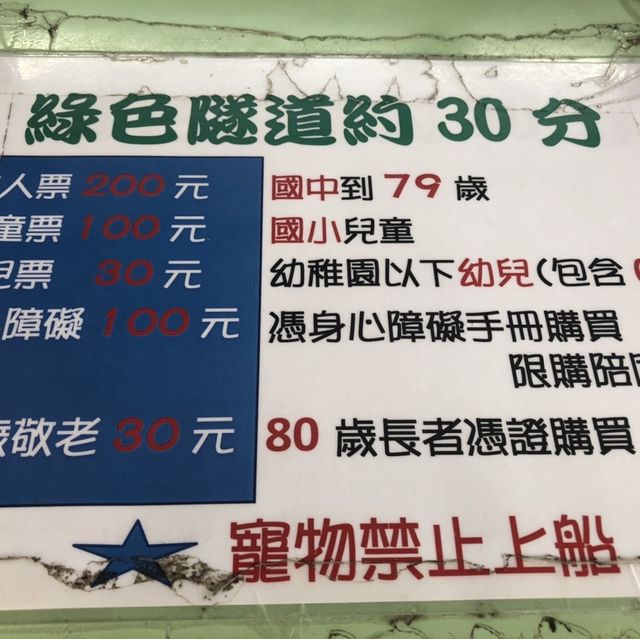 綠色隧道約 30 分
人票 200 元 國中到 79 歲
童票 100 元 國小兒童
兒票 30 元 幼稚園以下幼兒(包含
障礙 100 元 憑身心障礙手冊購買
限購陪同
歲敬老 30 元 80 歲長者憑證購買
寵物禁止上船